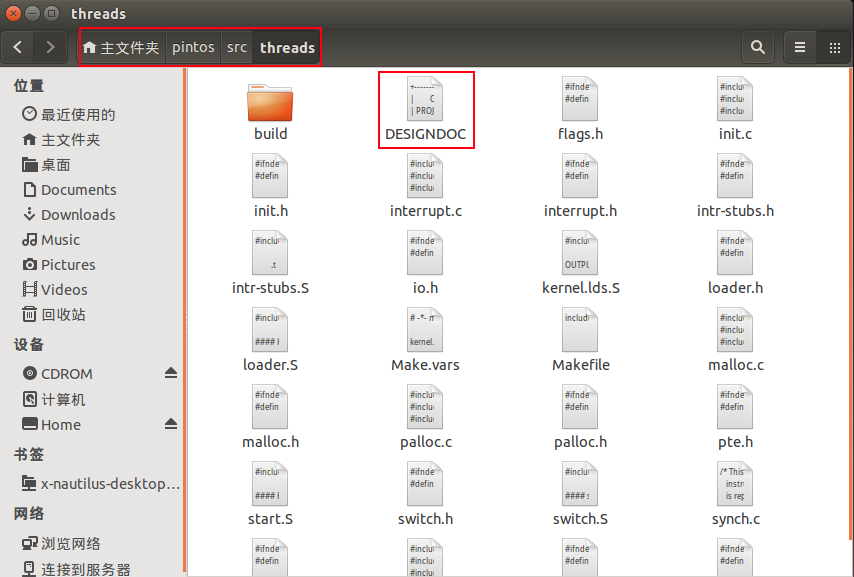 threads
主文件夹 pintos src threads
位置
最近使用的
主文件夹
桌面
Documents
Downloads
Music
Pictures
Videos
回收站
设备
CDROM
计算机
Home
书签
x-nautilus-desktop...
网络
浏览网络
连接到服务器
build DESIGNDOC flags.h init.c
init.h interrupt.c interrupt.h intr-stubs.h
intr-stubs.S io.h kernel.lds.S loader.h
loader.S Make.vars Makefile malloc.c
malloc.h palloc.c palloc.h pte.h
start.S switch.h switch.S synch.c